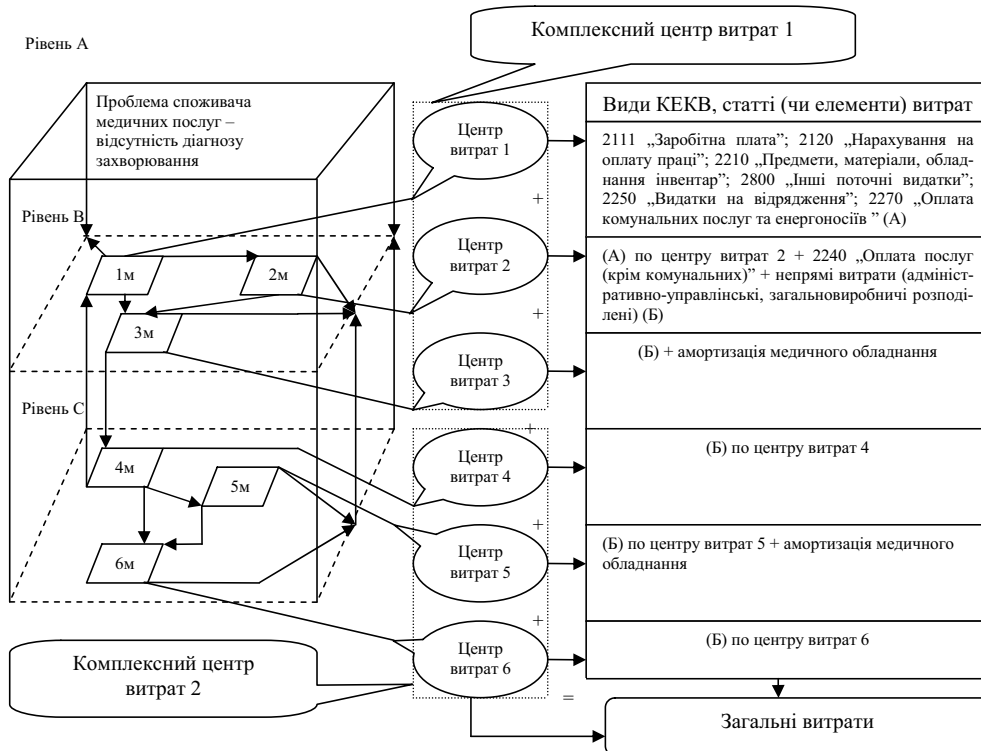 Комплексний центр витрат 1
Рівень А
Проблема споживача
медичних послуг –
відсутність діагнозу
захворювання
Рівень В
1м
2м
3м
Рівень С
4м
5м
6м
Комплексний центр
витрат 2
Центр
витрат 1
+
Центр
витрат 2
+
Центр
витрат 3
+
Центр
витрат 4
+
Центр
витрат 5
+
Центр
витрат 6
=
Види КЕКВ, статті (чи елементи) витрат
2111 „Заробітна плата”; 2120 „Нарахування на
оплату праці”; 2210 „Предмети, матеріали, облад-
нання інвентар”; 2800 „Інші поточні видатки”;
2250 „Видатки на відрядження”; 2270 „Оплата
комунальних послуг та енергоносіїв ” (А)
(А) по центру витрат 2 + 2240 „Оплата послуг
(крім комунальних)” + непрямі витрати (адмініст-
ративно-управлінські, загальновиробничі розподі-
лені) (Б)
(Б) + амортизація медичного обладнання
(Б) по центру витрат 4
(Б) по центру витрат 5 + амортизація медичного
обладнання
(Б) по центру витрат 6
Загальні витрати